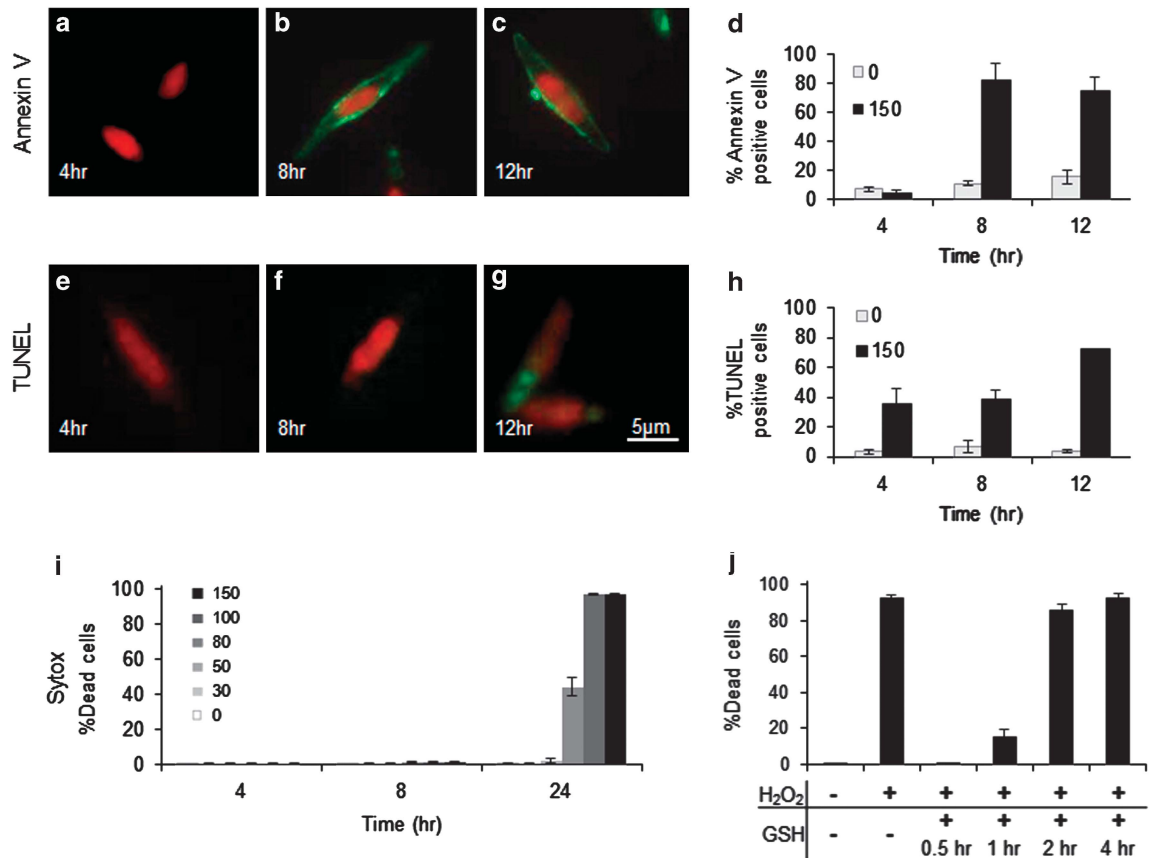 a
b
c
Annexin V
4hr
8hr
12hr
d
% Annexin V
positive cells
100
80
60
40
20
0
0
150
4
8
12
Time (hr)
e
f
g
TUNEL
4hr
8hr
12hr
5µm
h
%TUNEL
positive cells
100
80
60
40
20
0
0
150
4
8
12
Time (hr)
i
Sytox
%Dead cells
100
80
60
40
20
0
150
100
80
50
30
0
4
8
24
Time (hr)
j
%Dead cells
100
80
60
40
20
0
H₂O₂ - + + + + +
GSH - - + + + +
0.5 hr 1 hr 2 hr 4 hr